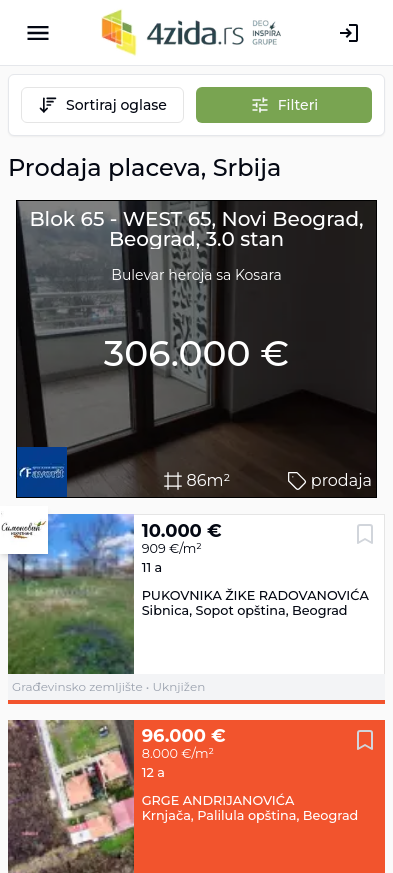 4zida.rs
DEO
INSPIRA
GRUPE
Sortiraj oglase
Filteri
Prodaja placeva, Srbija
Blok 65 - WEST 65, Novi Beograd,
Beograd, 3.0 stan
Bulevar heroja sa Kosara
306.000 €
Favorit
86m²
prodaja
Симоновић
НЕКРЕТНИНЕ
10.000 €
909 €/m²
11 a
PUKOVNIKA ŽIKE RADOVANOVIĆA
Sibnica, Sopot opština, Beograd
Građevinsko zemljište • Uknjižen
96.000 €
8.000 €/m²
12 a
GRGE ANDRIJANOVIĆA
Krnjača, Palilula opština, Beograd